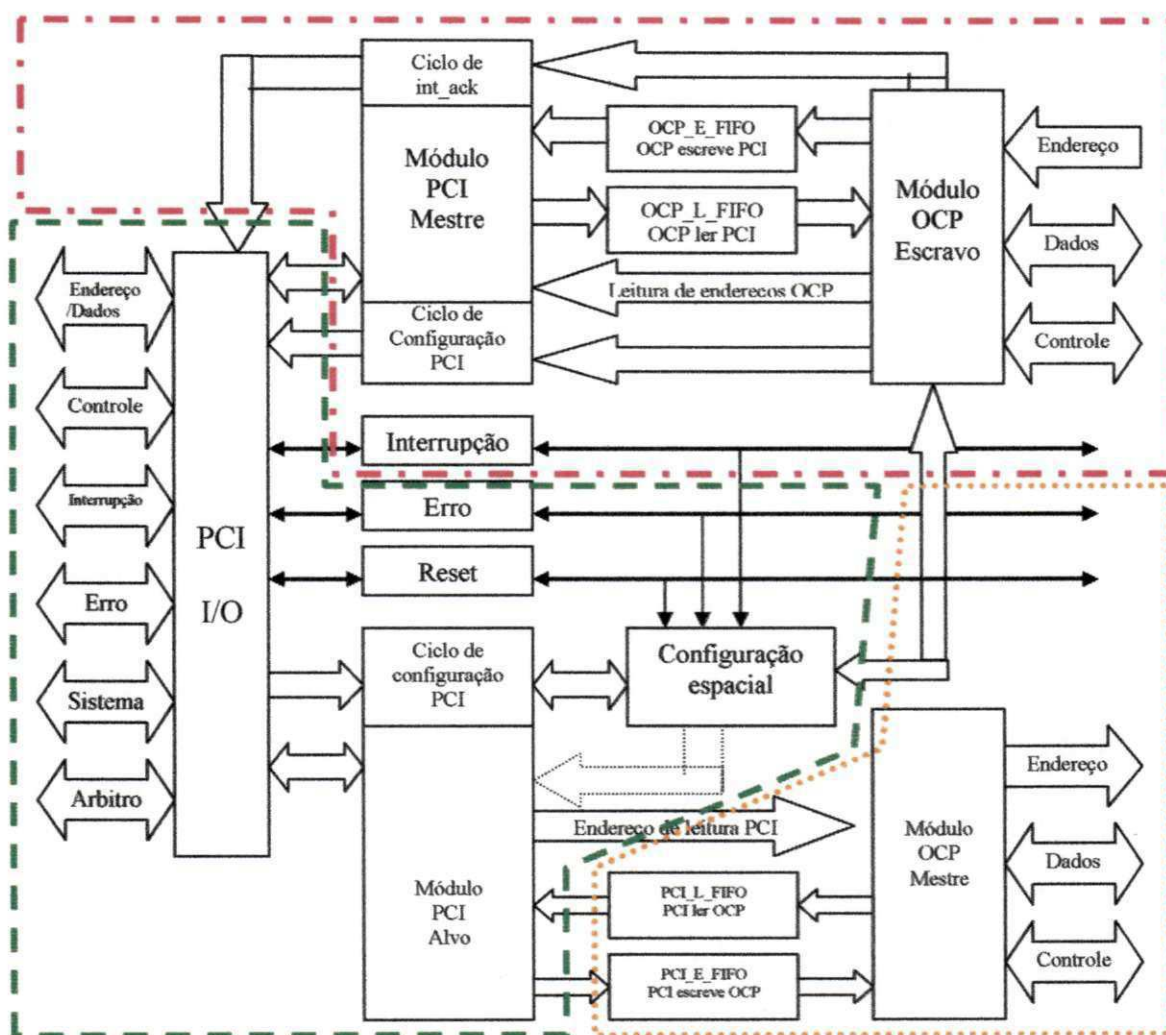 Ciclo de
int_ack
Módulo
PCI
Mestre
Ciclo de
Configuração
PCI
OCP_E_FIFO
OCP escreve PCI
OCP_L_FIFO
OCP ler PCI
Leitura de enderecos OCP
Módulo
OCP
Escravo
Endereço
Dados
Controle
Endereço
/Dados
Controle
Interrupção
Erro
Sistema
Arbitro
PCI
I/O
Interrupção
Erro
Reset
Ciclo de
configuração
PCI
Configuração
espacial
Endereço de leitura PCI
Módulo
PCI
Alvo
PCI_L_FIFO
PCI ler OCP
PCI_E_FIFO
PCI escreve OCP
Módulo
OCP
Mestre
Endereço
Dados
Controle